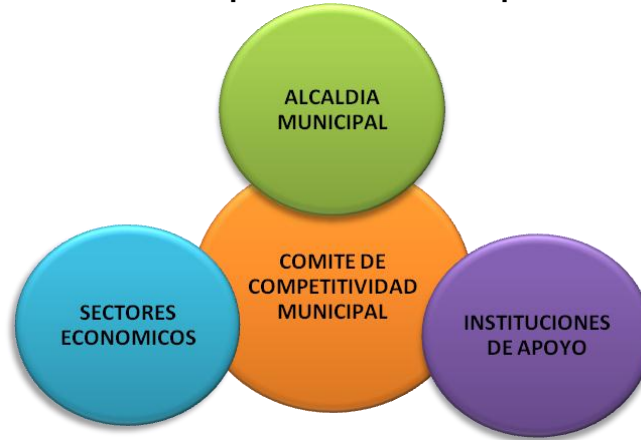 ALCALDIA
MUNICIPAL
COMITE DE
COMPETITIVIDAD
MUNICIPAL
SECTORES
ECONOMICOS
INSTITUCIONES
DE APOYO